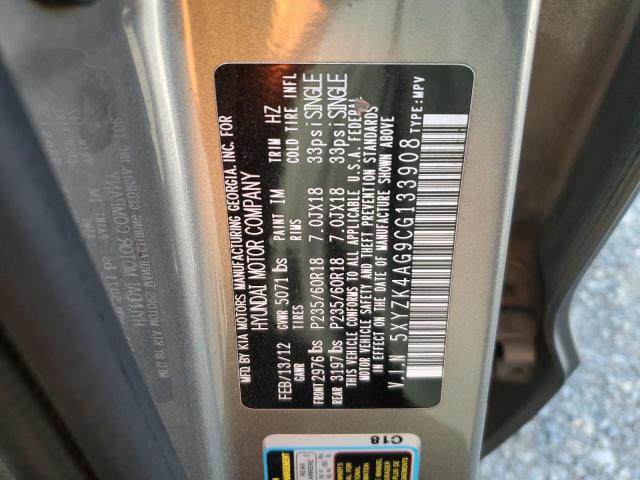 MFD. BY KIA MOTORS MANUFACTURING GEORGIA, INC. FOR
HYUNDAI MOTOR COMPANY
FEB/13/12 GVWR 5071 lbs PAINT IM TRIM HZ
GAWR TIRES RIMS COLD TIRE INFL
FRONT 2976 lbs P235/60R18 7.0JX18 33psi SINGLE
REAR 3197 lbs P235/60R18 7.0JX18 33psi SINGLE
THIS VEHICLE CONFORMS TO ALL APPLICABLE U.S.A. FEDERAL
MOTOR VEHICLE SAFETY AND THEFT PREVENTION STANDARDS
IN EFFECT ON THE DATE OF MANUFACTURE SHOWN ABOVE.
V.I.N 5XYZK4AG9CG133908 TYPE:MPV
C18
REAR
ARRIERE